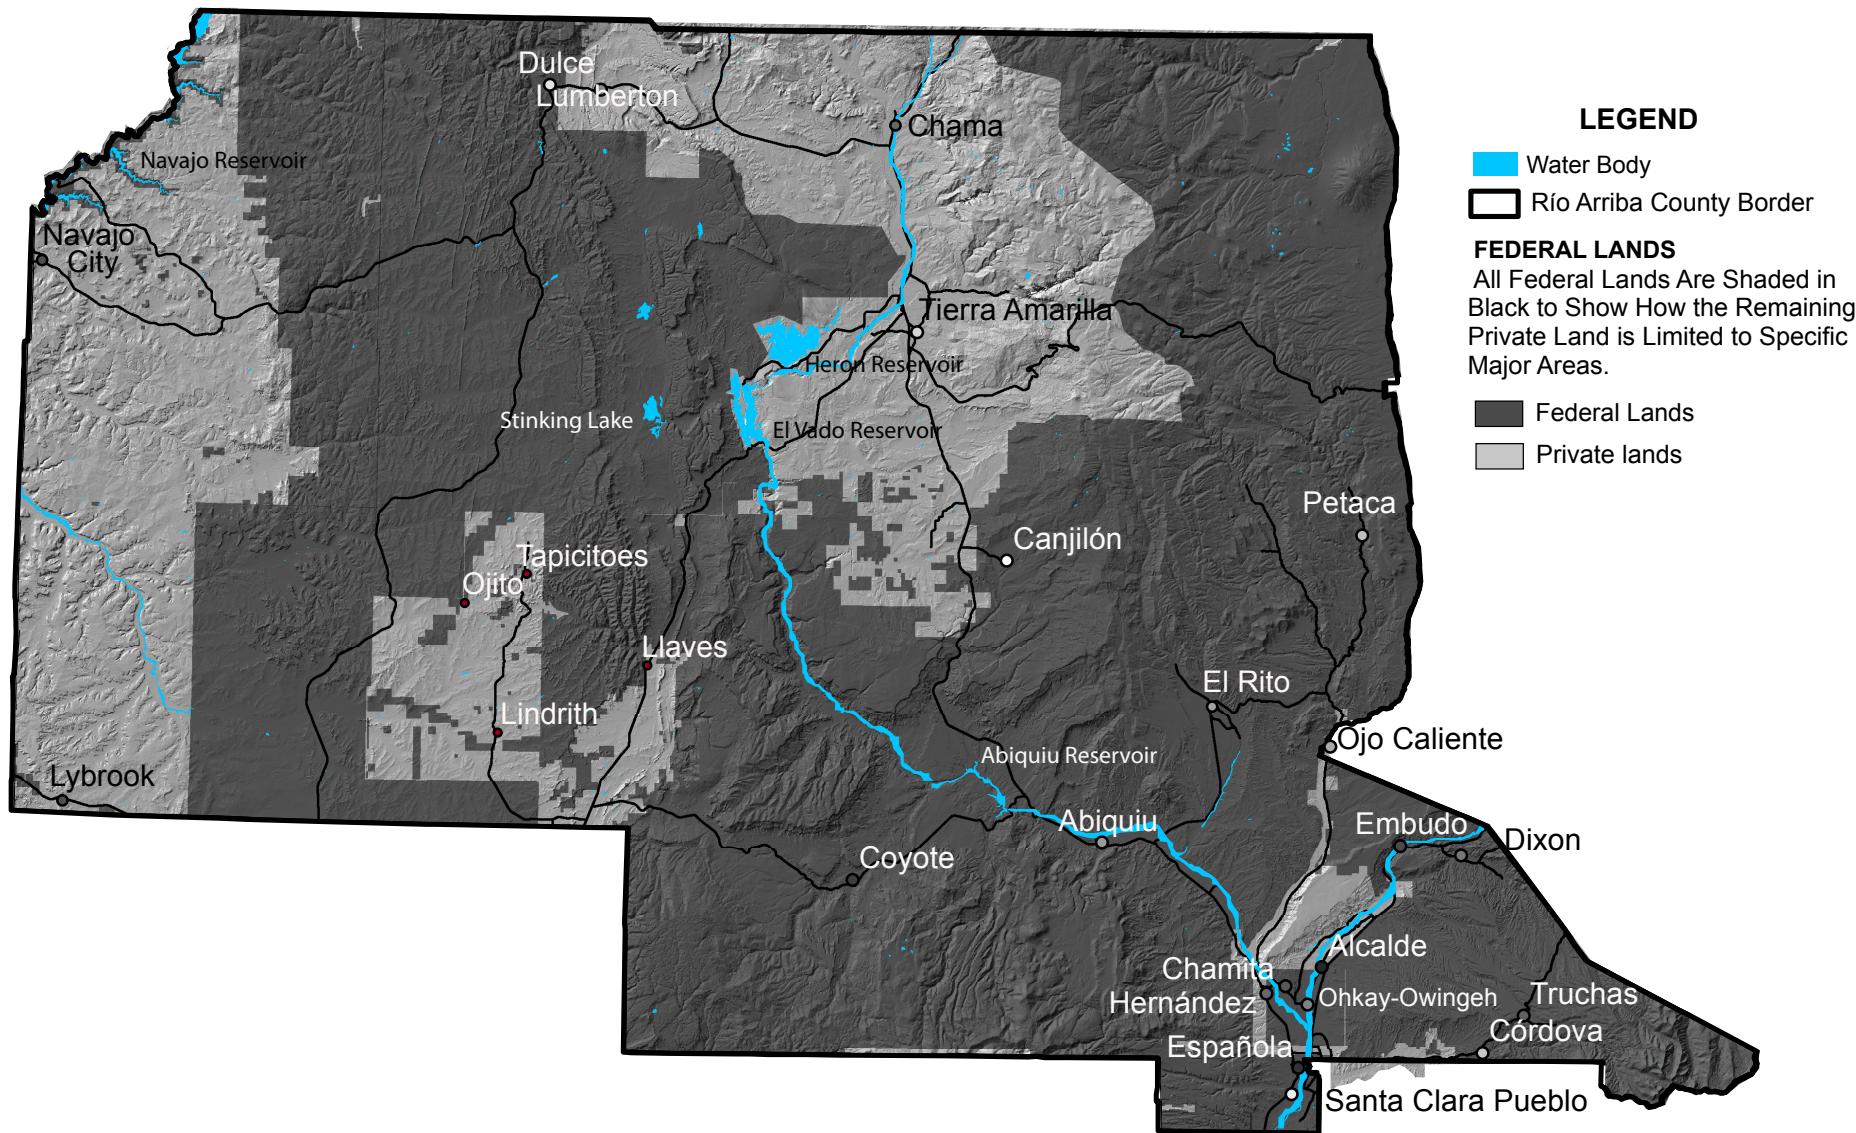 Dulce
Lumberton
Chama
Navajo Reservoir
Navajo
City
Tierra Amarilla
Heron Reservoir
Stinking Lake
El Vado Reservoir
Petaca
Canjilón
Tapicitoes
Ojito
Llaves
El Rito
Lindrith
Ojo Caliente
Abiquiu Reservoir
Lybrook
Abiquiu
Embudo
Dixon
Coyote
Alcalde
Chamita
Hernández
Ohkay-Owingeh
Truchas
Córdova
Española
Santa Clara Pueblo
LEGEND
Water Body
Río Arriba County Border
FEDERAL LANDS
All Federal Lands Are Shaded in
Black to Show How the Remaining
Private Land is Limited to Specific
Major Areas.
Federal Lands
Private lands